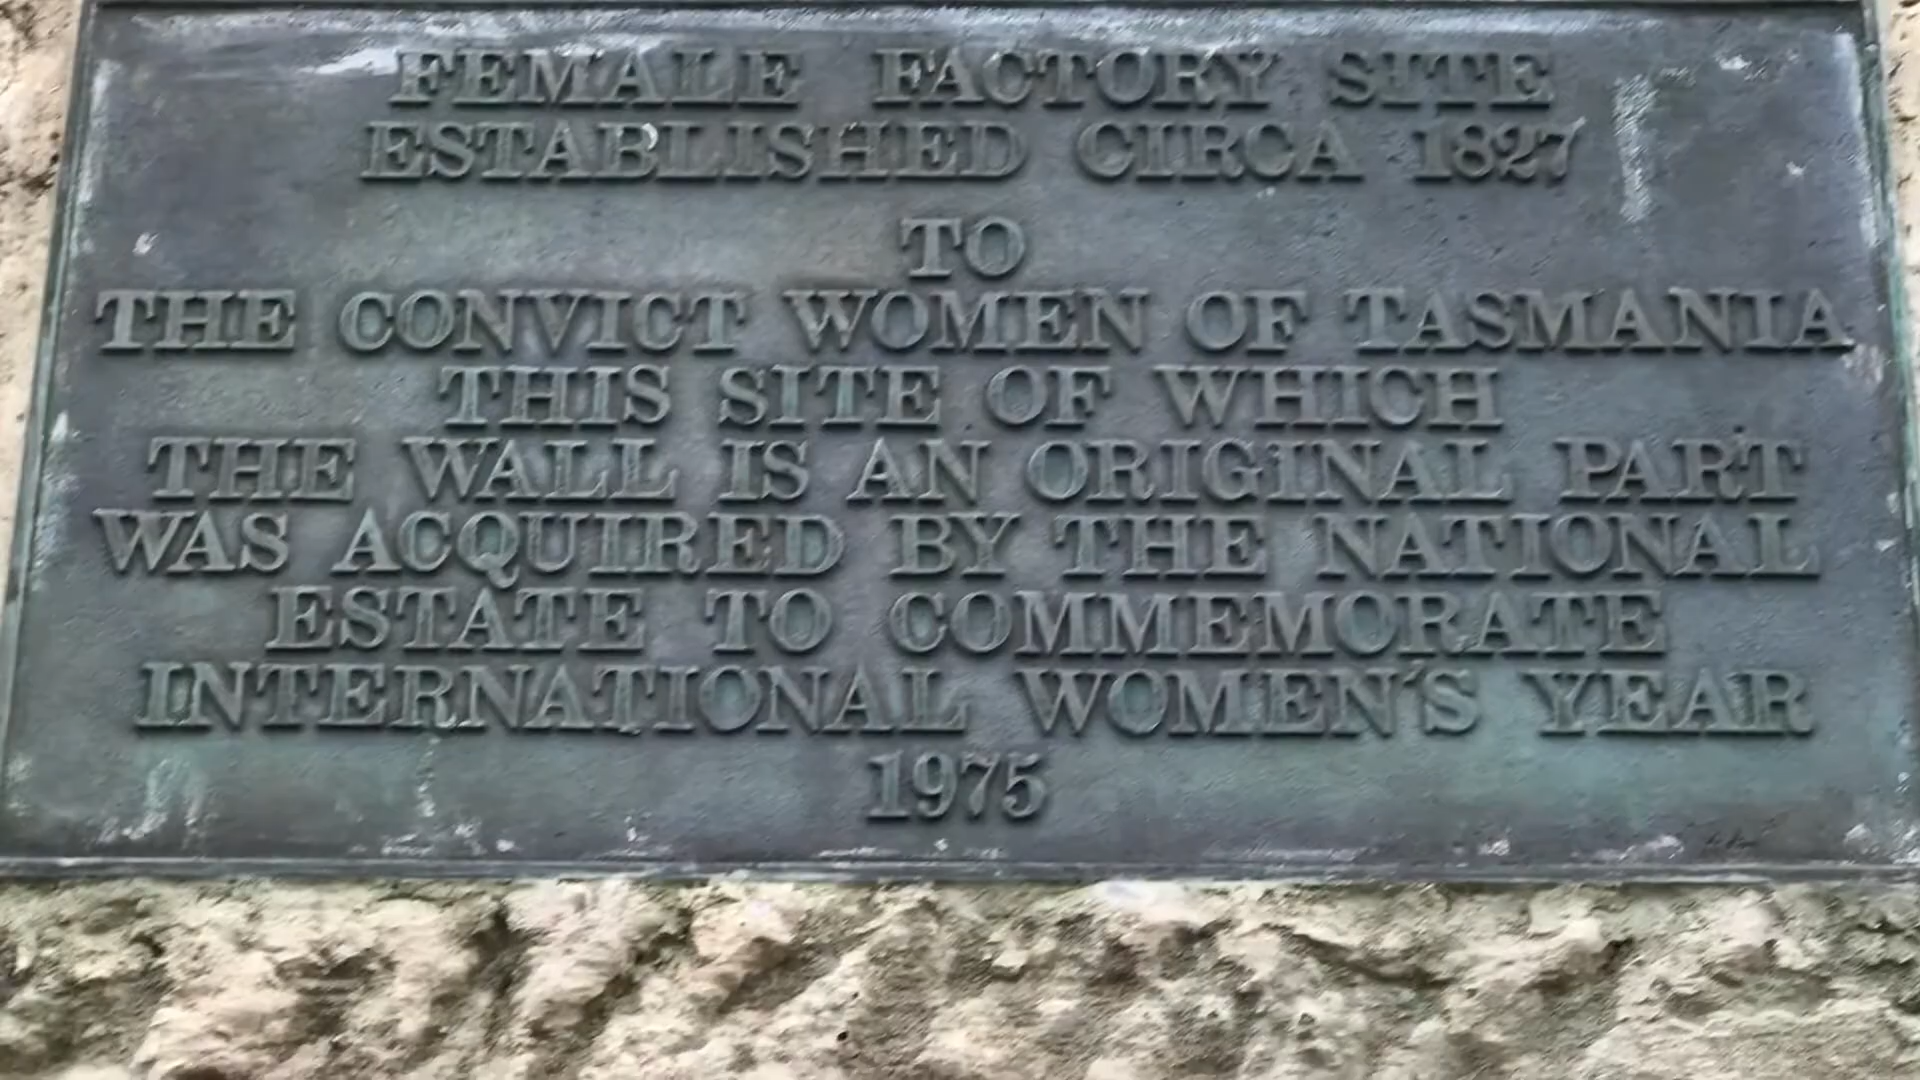 FEMALE FACTORY SITE
ESTABLISHED CIRCA 1827
TO
THE CONVICT WOMEN OF TASMANIA
THIS SITE OF WHICH
THE WALL IS AN ORIGINAL PART
WAS ACQUIRED BY THE NATIONAL
ESTATE TO COMMEMORATE
INTERNATIONAL WOMEN'S YEAR
1975